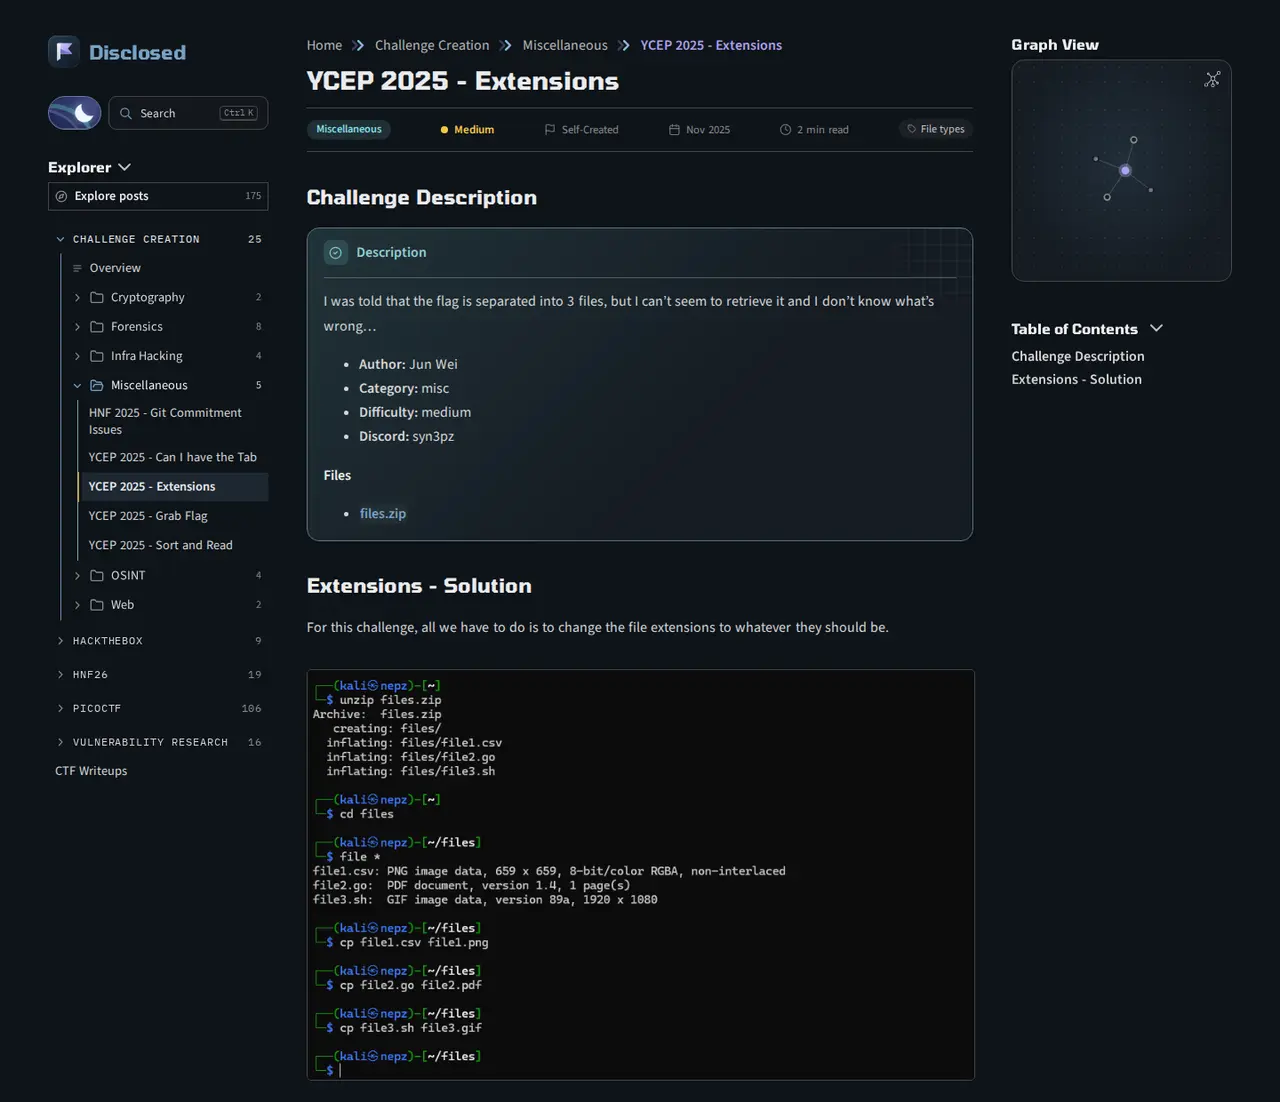 Disclosed
Search Ctrl K
Explorer
Explore posts 175
CHALLENGE CREATION 25
Overview
Cryptography 2
Forensics 8
Infra Hacking 4
Miscellaneous 5
HNF 2025 - Git Commitment
Issues
YCEP 2025 - Can I have the Tab
YCEP 2025 - Extensions
YCEP 2025 - Grab Flag
YCEP 2025 - Sort and Read
OSINT 4
Web 2
HACKTHEBOX 9
HNF26 19
PICOCTF 106
VULNERABILITY RESEARCH 16
CTF Writeups
Home Challenge Creation Miscellaneous YCEP 2025 - Extensions
YCEP 2025 - Extensions
Miscellaneous Medium Self-Created Nov 2025 2 min read File types
Challenge Description
Description
I was told that the flag is separated into 3 files, but I can’t seem to retrieve it and I don’t know what’s
wrong…
• Author: Jun Wei
• Category: misc
• Difficulty: medium
• Discord: syn3pz
Files
• files.zip
Extensions - Solution
For this challenge, all we have to do is to change the file extensions to whatever they should be.
┌──(kali㉿nepz)-[~]
└─$ unzip files.zip
Archive:  files.zip
   creating: files/
  inflating: files/file1.csv
  inflating: files/file2.go
  inflating: files/file3.sh
┌──(kali㉿nepz)-[~]
└─$ cd files
┌──(kali㉿nepz)-[~/files]
└─$ file *
file1.csv: PNG image data, 659 x 659, 8-bit/color RGBA, non-interlaced
file2.go:  PDF document, version 1.4, 1 page(s)
file3.sh:  GIF image data, version 89a, 1920 x 1080
┌──(kali㉿nepz)-[~/files]
└─$ cp file1.csv file1.png
┌──(kali㉿nepz)-[~/files]
└─$ cp file2.go file2.pdf
┌──(kali㉿nepz)-[~/files]
└─$ cp file3.sh file3.gif
┌──(kali㉿nepz)-[~/files]
└─$
Graph View
Table of Contents
Challenge Description
Extensions - Solution